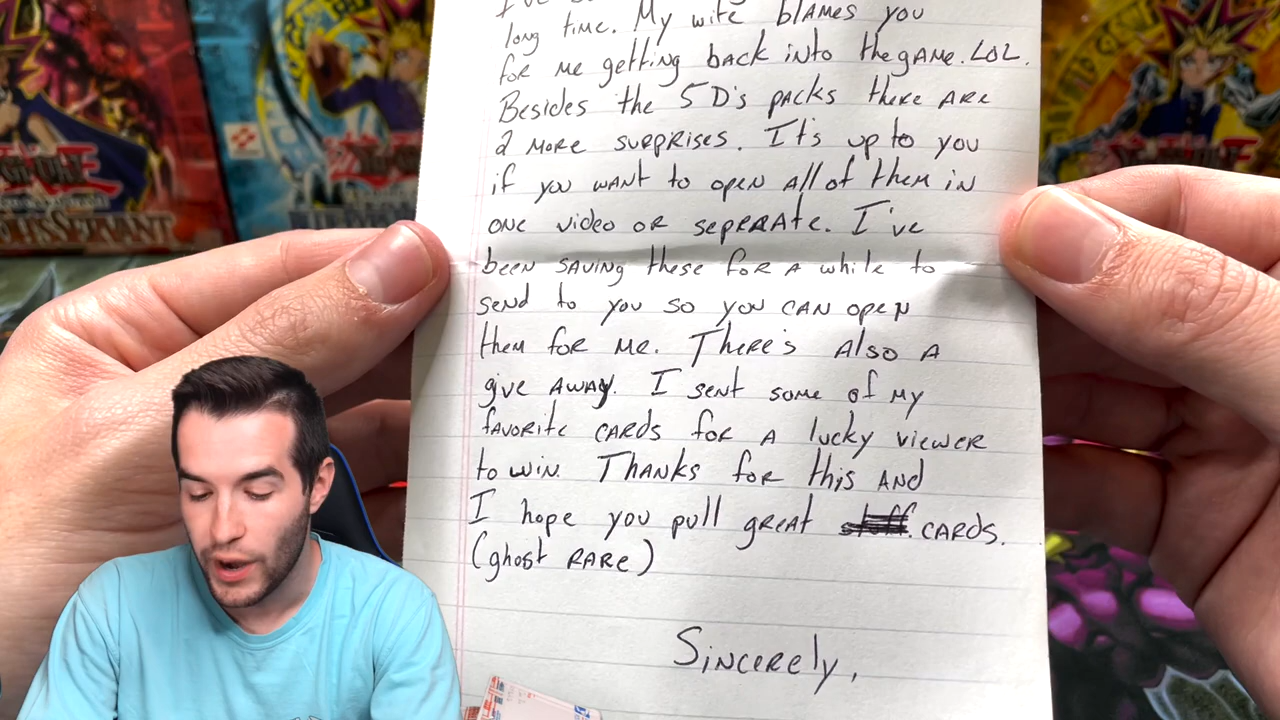 long time. My wife blames you
for me getting back into the game. LOL.
Besides the 5D's packs there are
2 more surprises. It's up to you
if you want to open all of them in
one video or seperate. I've
been saving these for a while to
send to you so you can open
them for me. There's also a
give away. I sent some of my
favorite cards for a lucky viewer
to win. Thanks for this and
I hope you pull great stuff cards.
(ghost rare)
Sincerely,